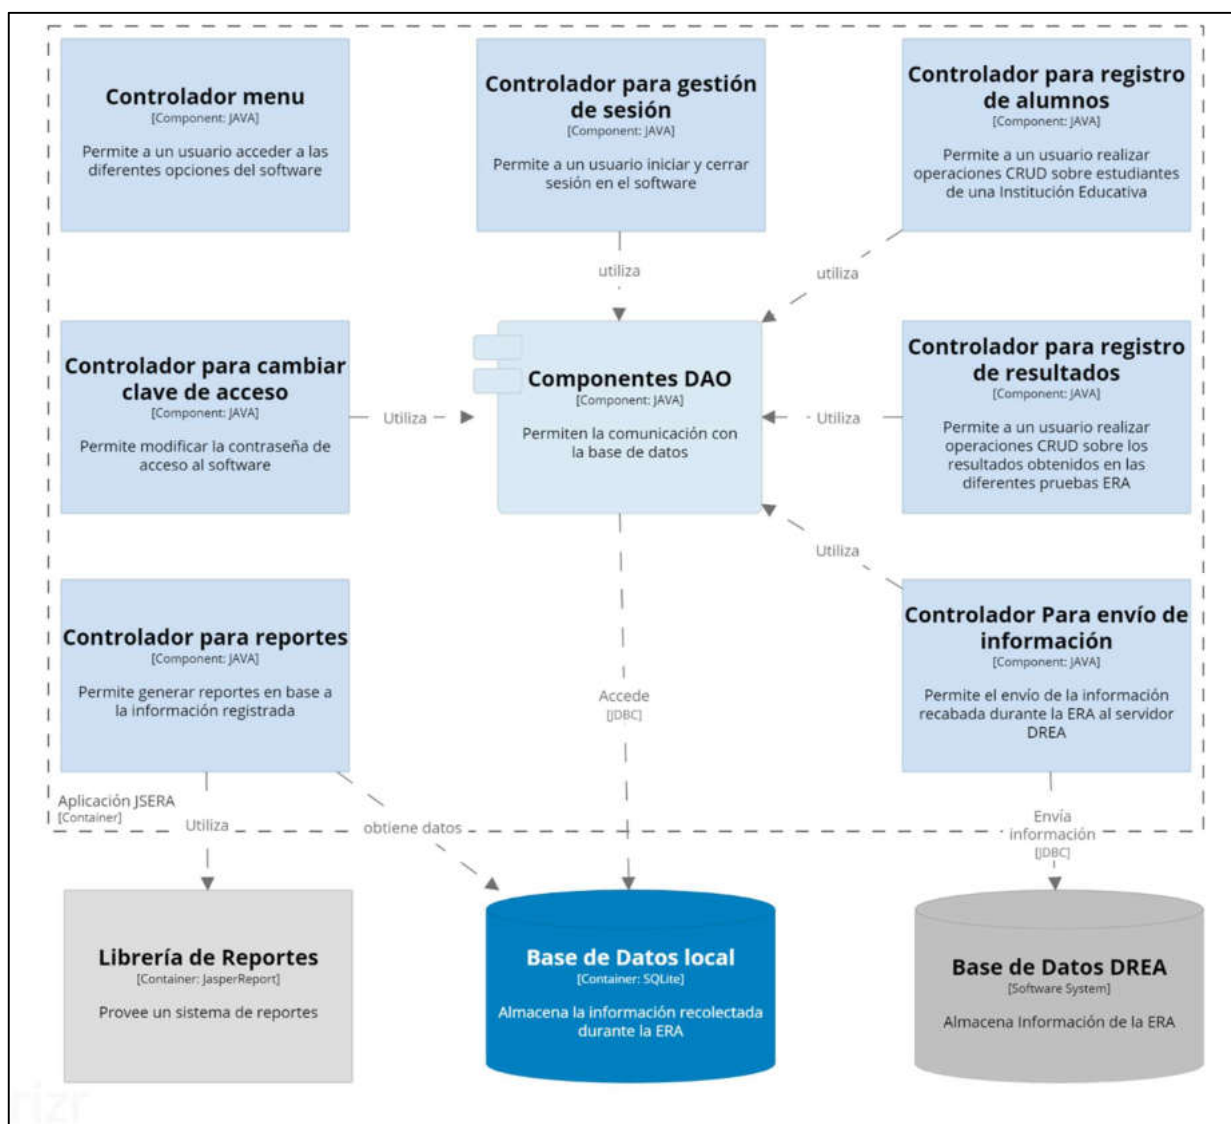 Controlador menu
[Component: JAVA]
Permite a un usuario acceder a las
diferentes opciones del software
Controlador para gestión
de sesión
[Component: JAVA]
Permite a un usuario iniciar y cerrar
sesión en el software
Controlador para registro
de alumnos
[Component: JAVA]
Permite a un usuario realizar
operaciones CRUD sobre estudiantes
de una Institución Educativa
utiliza
utiliza
Controlador para cambiar
clave de acceso
[Component: JAVA]
Permite modificar la contraseña de
acceso al software
Utiliza
Componentes DAO
[Component: JAVA]
Permiten la comunicación con
la base de datos
Utiliza
Controlador para registro
de resultados
[Component: JAVA]
Permite a un usuario realizar
operaciones CRUD sobre los
resultados obtenidos en las
diferentes pruebas ERA
Utiliza
Controlador para reportes
[Component: JAVA]
Permite generar reportes en base a
la información registrada
Accede
[JDBC]
Controlador Para envío de
información
[Component: JAVA]
Permite el envío de la información
recabada durante la ERA al servidor
DREA
Aplicación JSERA
[Container]
Utiliza
obtiene datos
Envía
información
[JDBC]
Librería de Reportes
[Container: JasperReport]
Provee un sistema de reportes
Base de Datos local
[Container: SQLite]
Almacena la información recolectada
durante la ERA
Base de Datos DREA
[Software System]
Almacena Información de la ERA
rizr